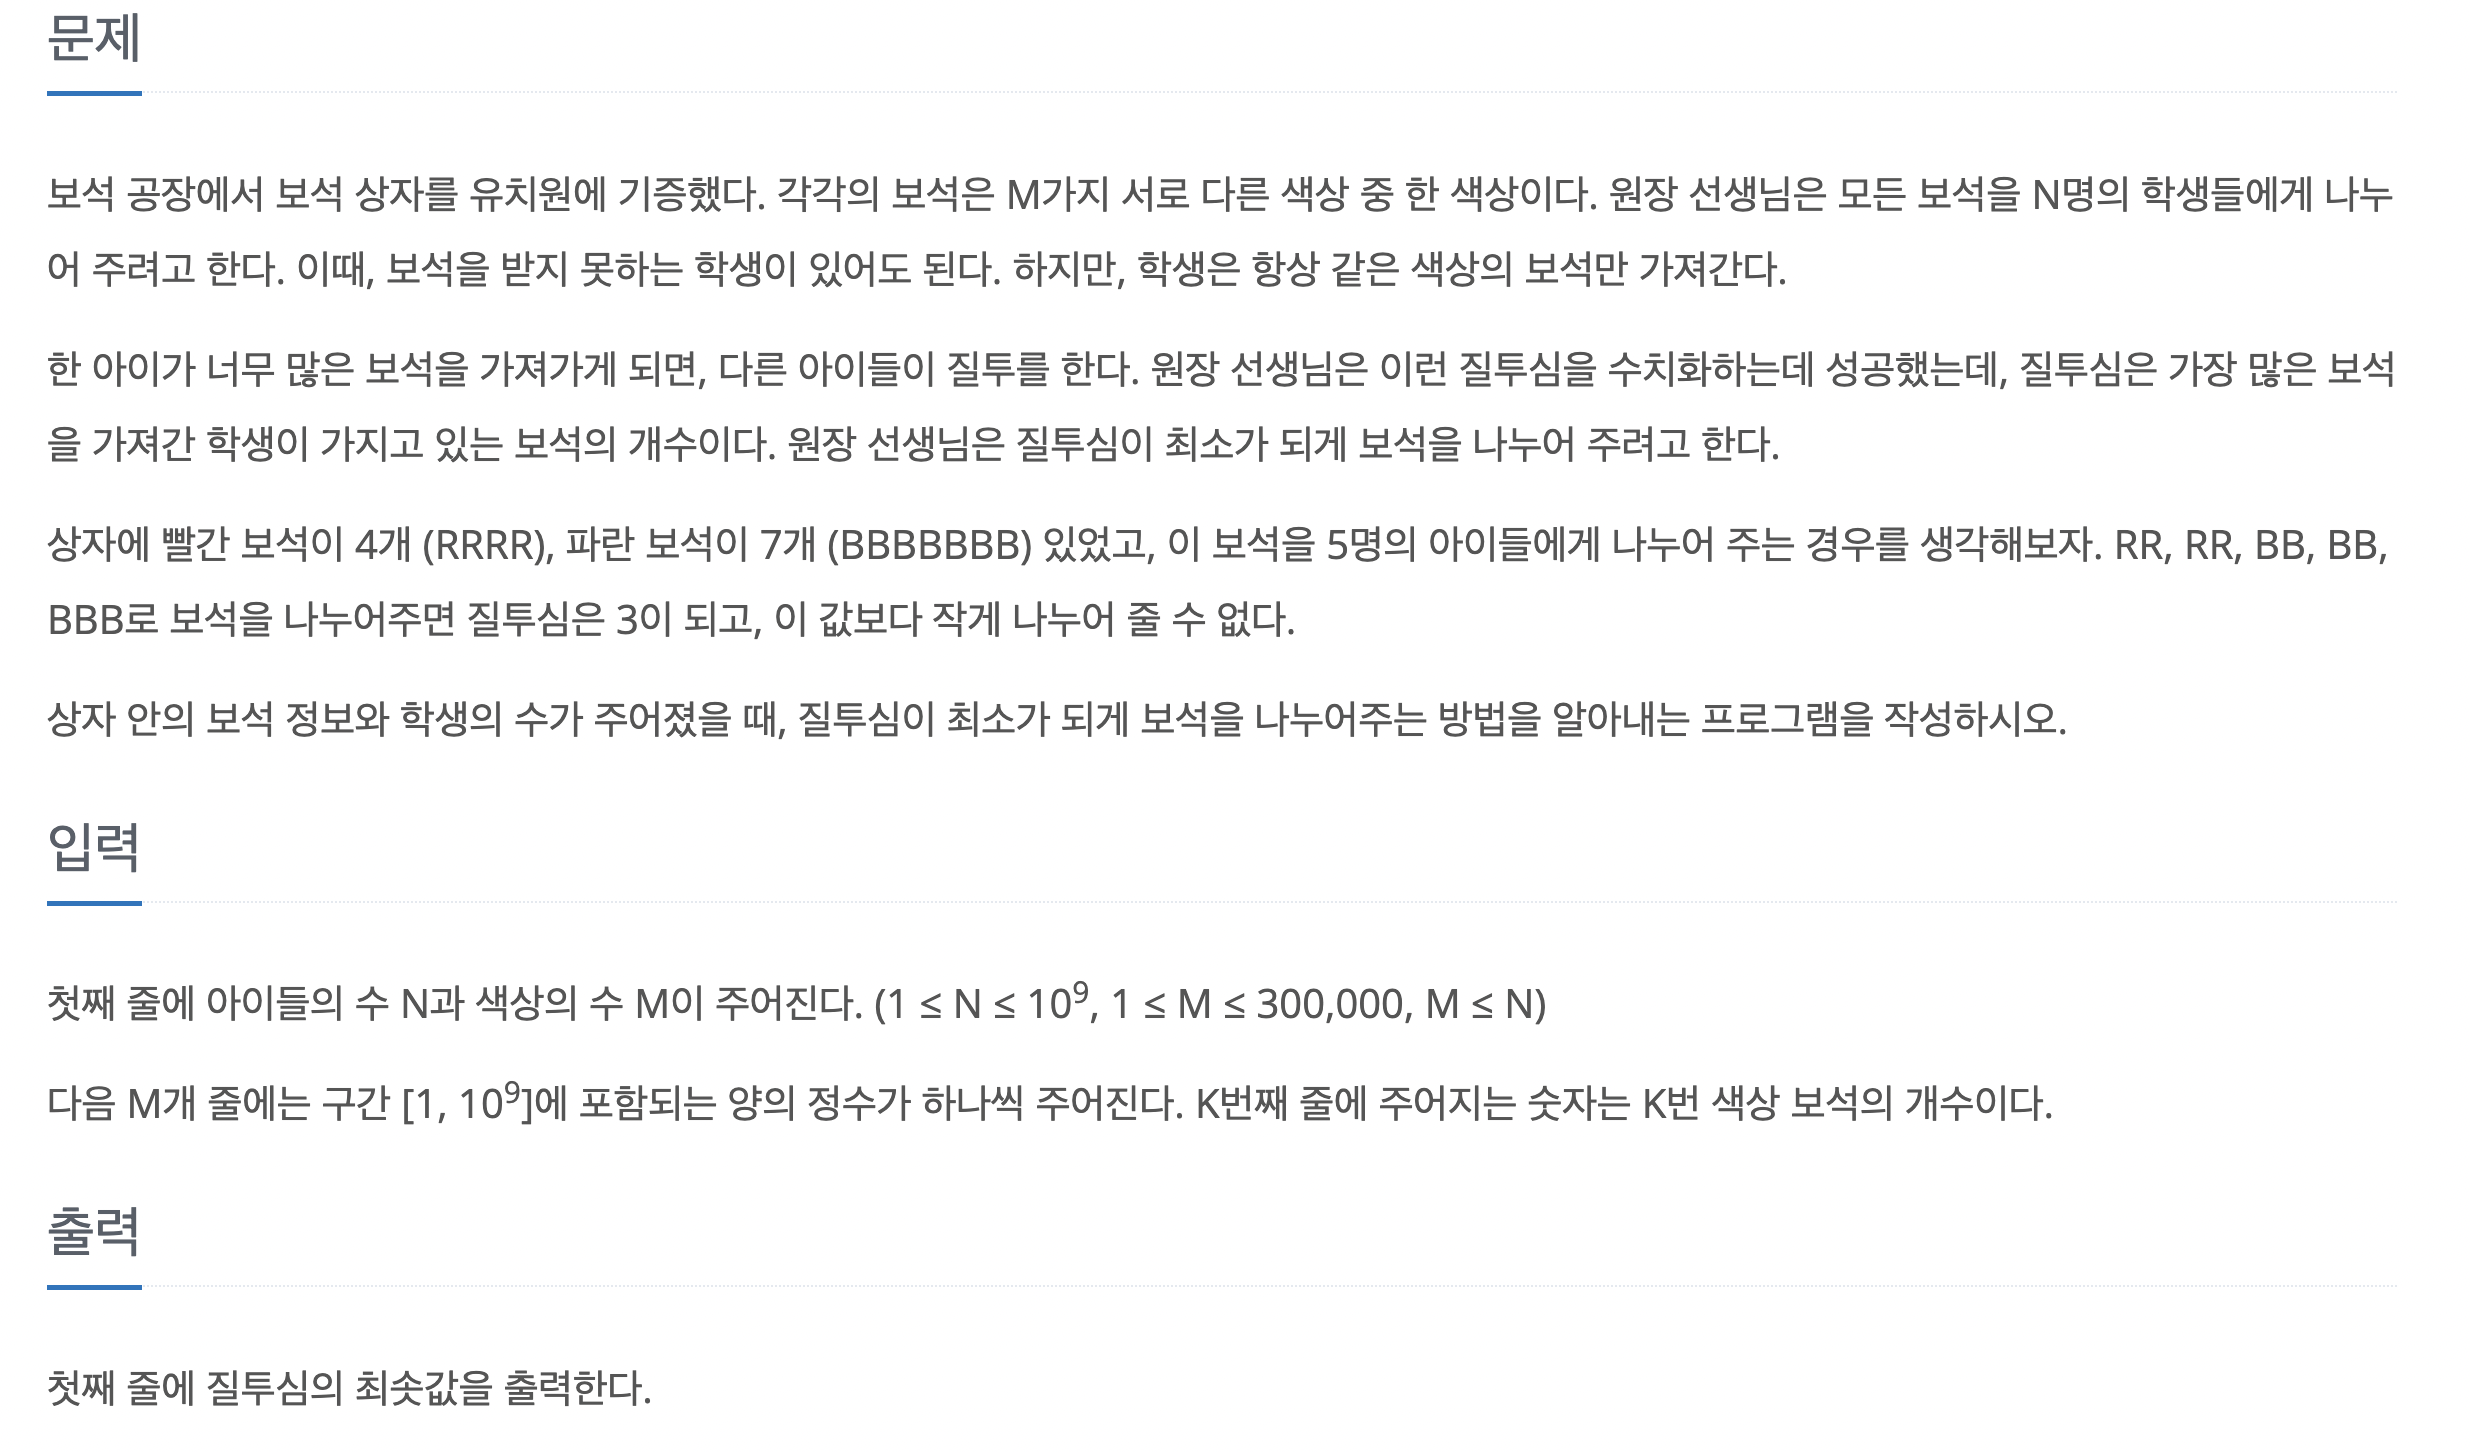 문제
보석 공장에서 보석 상자를 유치원에 기증했다. 각각의 보석은 M가지 서로 다른 색상 중 한 색상이다. 원장 선생님은 모든 보석을 N명의 학생들에게 나누
어 주려고 한다. 이때, 보석을 받지 못하는 학생이 있어도 된다. 하지만, 학생은 항상 같은 색상의 보석만 가져간다.
한 아이가 너무 많은 보석을 가져가게 되면, 다른 아이들이 질투를 한다. 원장 선생님은 이런 질투심을 수치화하는데 성공했는데, 질투심은 가장 많은 보석
을 가져간 학생이 가지고 있는 보석의 개수이다. 원장 선생님은 질투심이 최소가 되게 보석을 나누어 주려고 한다.
상자에 빨간 보석이 4개 (RRRR), 파란 보석이 7개 (BBBBBBB) 있었고, 이 보석을 5명의 아이들에게 나누어 주는 경우를 생각해보자. RR, RR, BB, BB,
BBB로 보석을 나누어주면 질투심은 3이 되고, 이 값보다 작게 나누어 줄 수 없다.
상자 안의 보석 정보와 학생의 수가 주어졌을 때, 질투심이 최소가 되게 보석을 나누어주는 방법을 알아내는 프로그램을 작성하시오.
입력
첫째 줄에 아이들의 수 N과 색상의 수 M이 주어진다. (1 ≤ N ≤ 10⁹, 1 ≤ M ≤ 300,000, M ≤ N)
다음 M개 줄에는 구간 [1, 10⁹]에 포함되는 양의 정수가 하나씩 주어진다. K번째 줄에 주어지는 숫자는 K번 색상 보석의 개수이다.
출력
첫째 줄에 질투심의 최솟값을 출력한다.